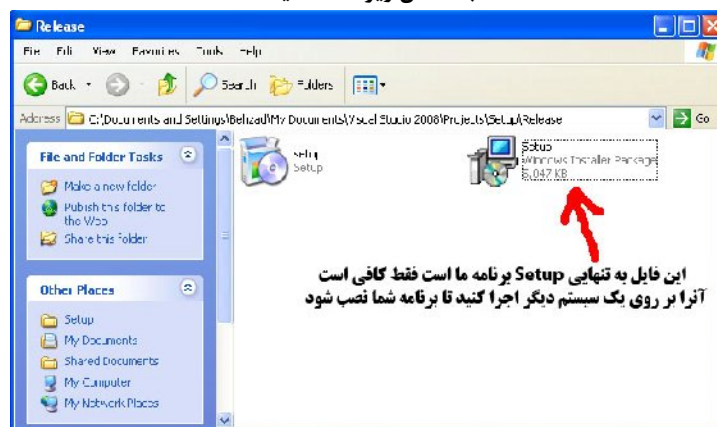 Release
Edit View Favorites Tools Help
Back Search Folders
Address C:\Documents and Settings\Behzad\My Documents\Visual Studio 2008\Projects\Setup\Release Go
File and Folder Tasks
Make a new folder
Publish this folder to
the Web
Share this folder
Other Places
Setup
My Documents
Shared Documents
My Computer
My Network Places
setup
Setup
Setup
Windows Installer Package
5,047 KB
این فایل به تنهایی Setup برنامه ما است فقط کافی است
آنرا بر روی یک سیستم دیگر اجرا کنید تا برنامه شما نصب شود